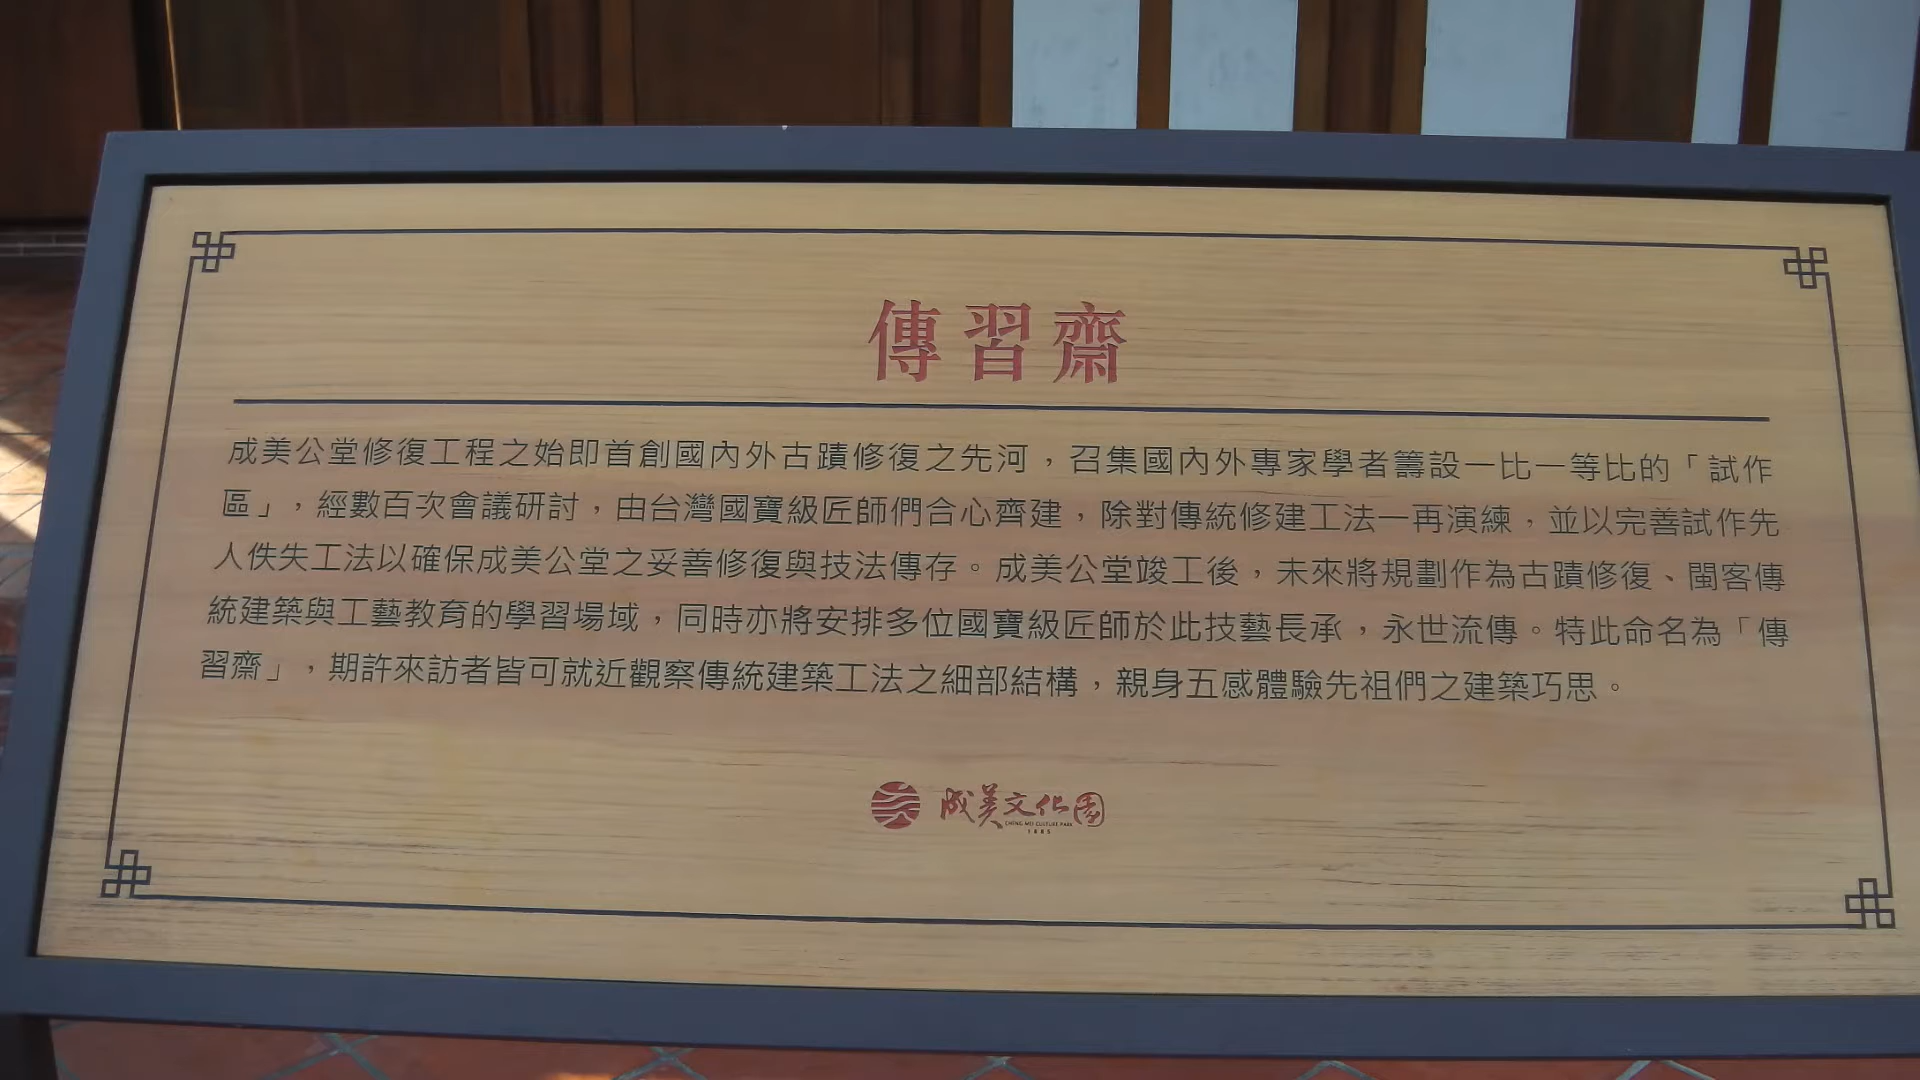 傳習齋
成美公堂修復工程之始即首創國內外古蹟修復之先河，召集國內外專家學者籌設一比一等比的「試作
區」，經數百次會議研討，由台灣國寶級匠師們合心齊建，除對傳統修建工法一再演練，並以完善試作先
人佚失工法以確保成美公堂之妥善修復與技法傳存。成美公堂竣工後，未來將規劃作為古蹟修復、閩客傳
統建築與工藝教育的學習場域，同時亦將安排多位國寶級匠師於此技藝長承，永世流傳。特此命名為「傳
習齋」，期許來訪者皆可就近觀察傳統建築工法之細部結構，親身五感體驗先祖們之建築巧思。
成美文化園
CHENG MEI CULTURE PARK
1885